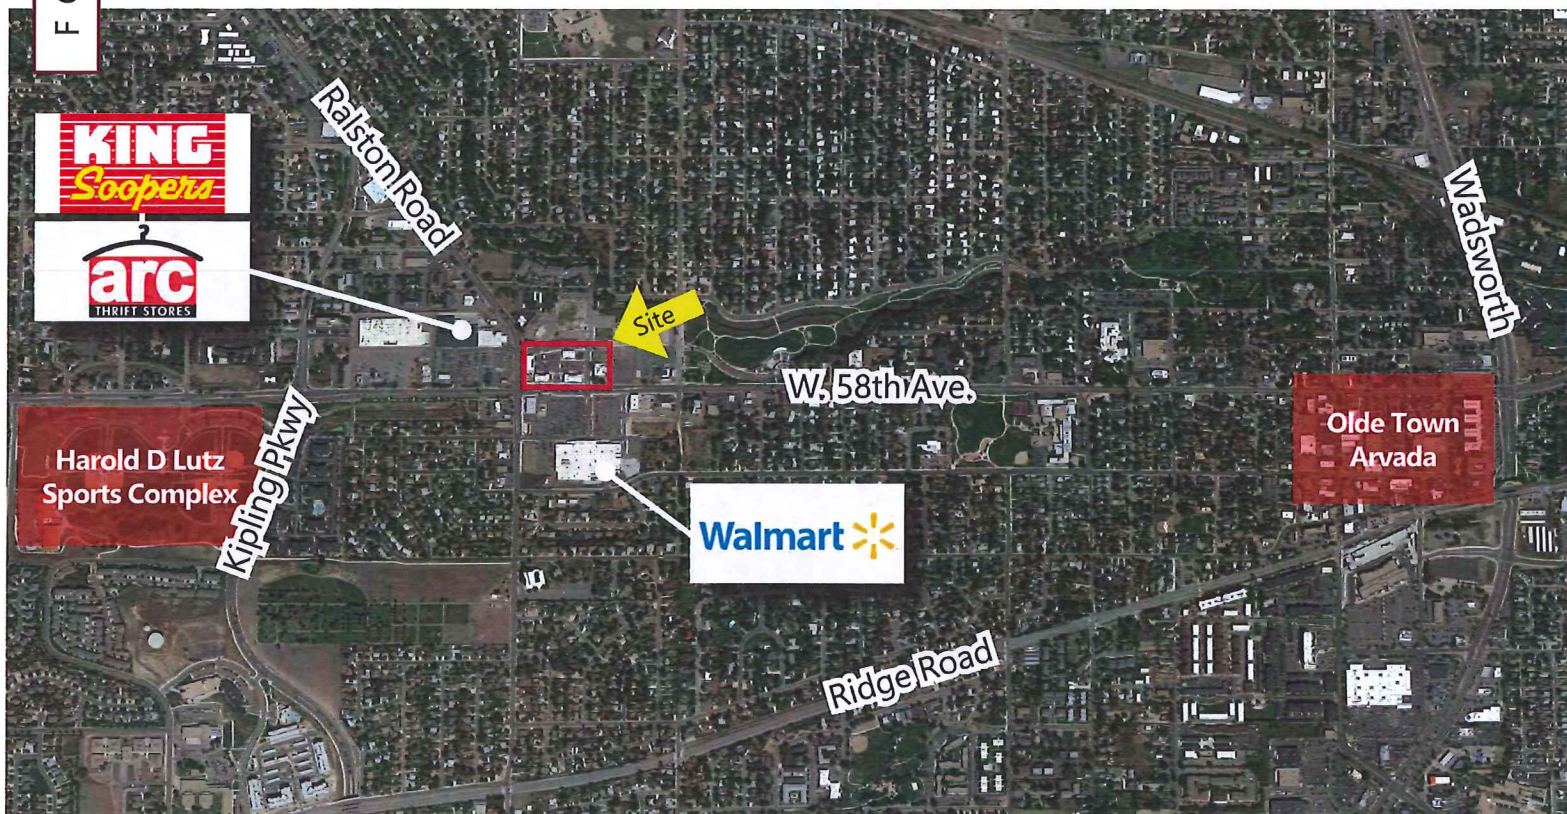 Ralston Road
KING
Soopers
arc
THRIFT STORES
Site
Wadsworth
W. 58th Ave.
Harold D Lutz
Sports Complex
Kipling Pkwy
Olde Town
Arvada
Walmart
Ridge Road